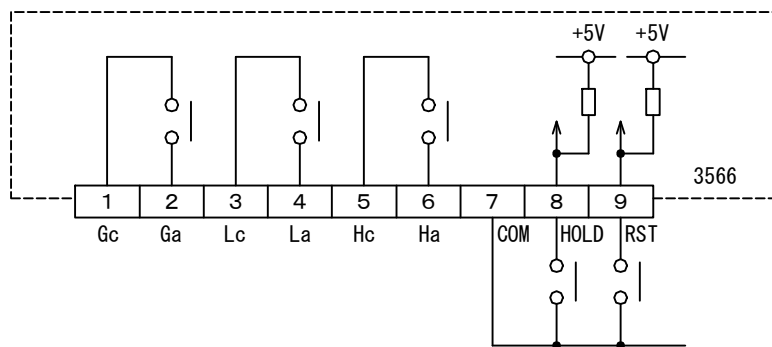 +5V +5V
3566
1 2 3 4 5 6 7 8 9
Gc Ga Lc La Hc Ha COM HOLD RST